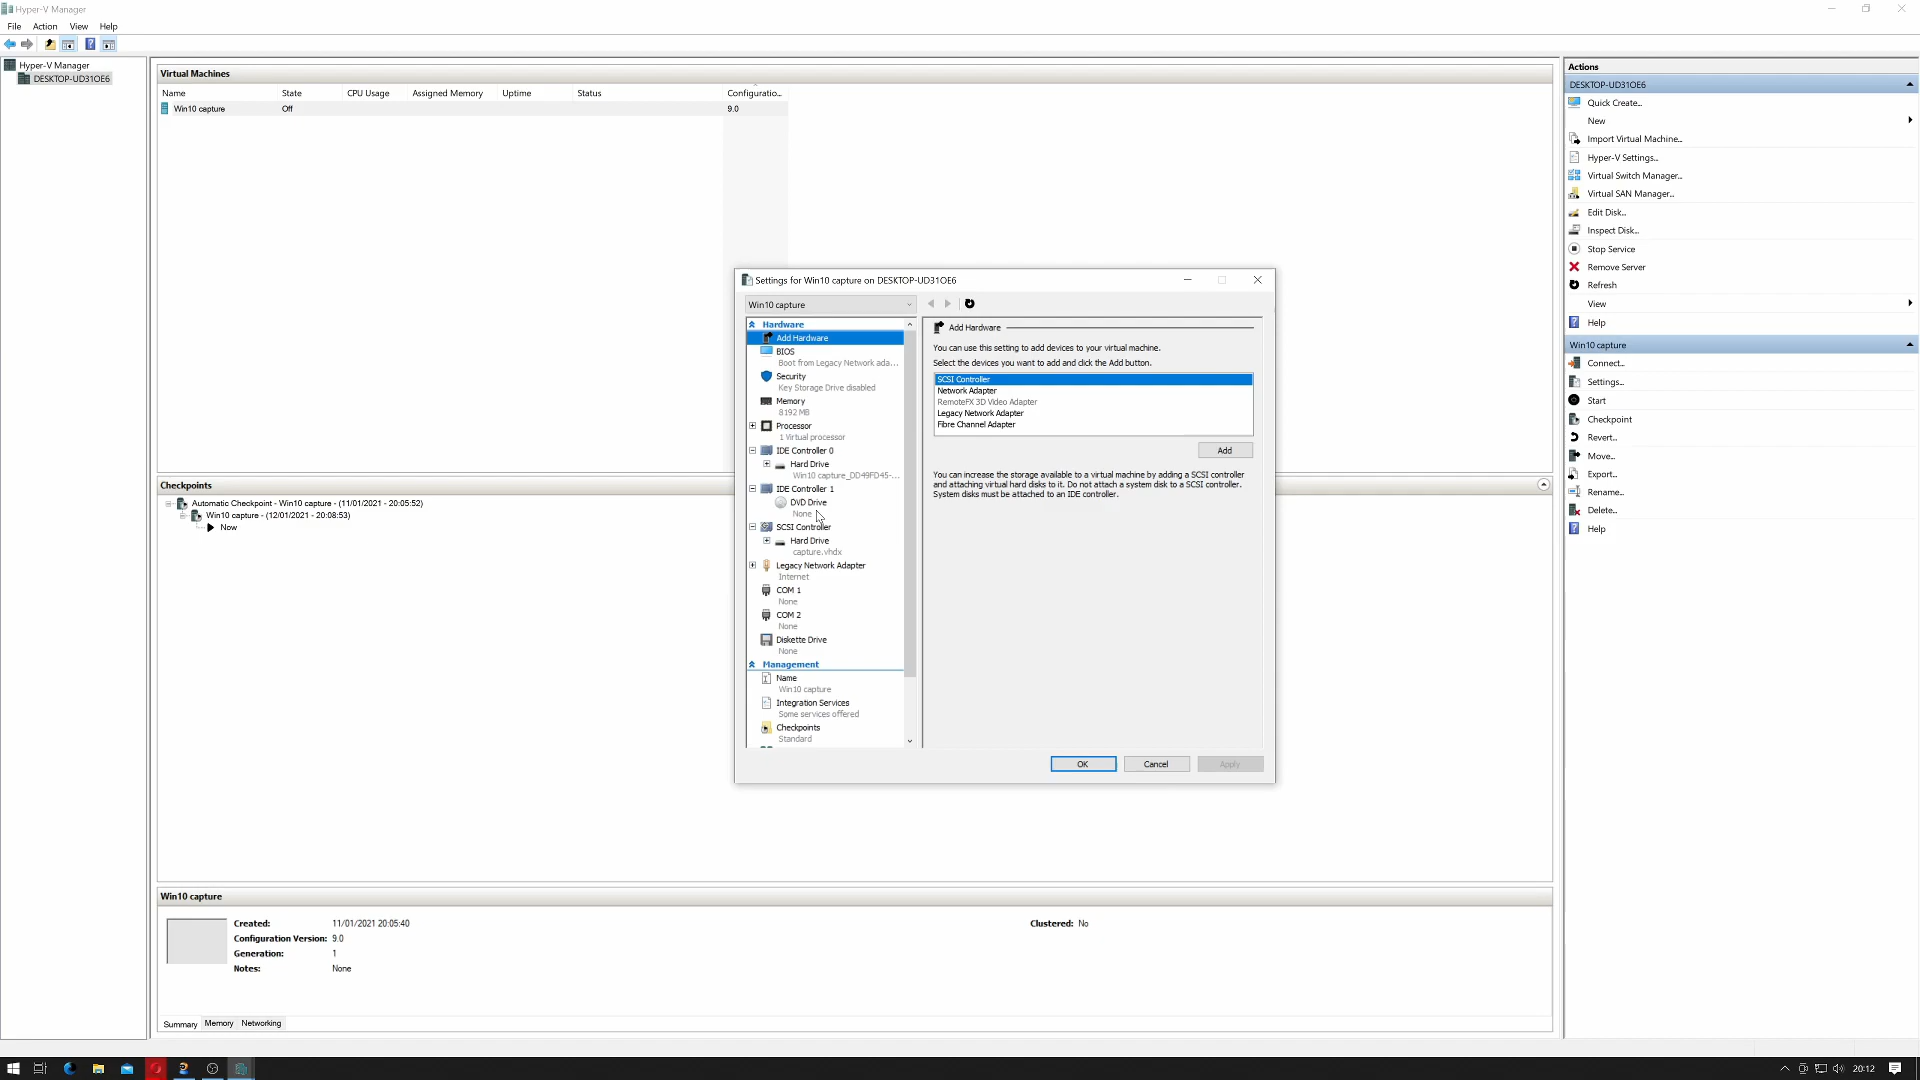 Hyper-V Manager
File Action View Help
Hyper-V Manager
DESKTOP-UD31OE6
Virtual Machines
Name State CPU Usage Assigned Memory Uptime Status Configuratio...
Win10 capture Off 9.0
Checkpoints
Automatic Checkpoint - Win10 capture - (11/01/2021 - 20:05:52)
Win10 capture - (12/01/2021 - 20:08:53)
Now
Win10 capture
Created: 11/01/2021 20:05:40 Clustered: No
Configuration Version: 9.0
Generation: 1
Notes: None
Summary Memory Networking
Settings for Win10 capture on DESKTOP-UD31OE6
Win10 capture
Hardware
Add Hardware
BIOS
Boot from Legacy Network ada...
Security
Key Storage Drive disabled
Memory
8192 MB
Processor
1 Virtual processor
IDE Controller 0
Hard Drive
Win10 capture_DD49FD45-...
IDE Controller 1
DVD Drive
None
SCSI Controller
Hard Drive
capture.vhdx
Legacy Network Adapter
Internet
COM 1
None
COM 2
None
Diskette Drive
None
Management
Name
Win10 capture
Integration Services
Some services offered
Checkpoints
Standard
Add Hardware
You can use this setting to add devices to your virtual machine.
Select the devices you want to add and click the Add button.
SCSI Controller
Network Adapter
RemoteFX 3D Video Adapter
Legacy Network Adapter
Fibre Channel Adapter
Add
You can increase the storage available to a virtual machine by adding a SCSI controller
and attaching virtual hard disks to it. Do not attach a system disk to a SCSI controller.
System disks must be attached to an IDE controller.
OK Cancel Apply
Actions
DESKTOP-UD31OE6
Quick Create...
New
Import Virtual Machine...
Hyper-V Settings...
Virtual Switch Manager...
Virtual SAN Manager...
Edit Disk...
Inspect Disk...
Stop Service
Remove Server
Refresh
View
Help
Win10 capture
Connect...
Settings...
Start
Checkpoint
Revert...
Move...
Export...
Rename...
Delete...
Help
20:12